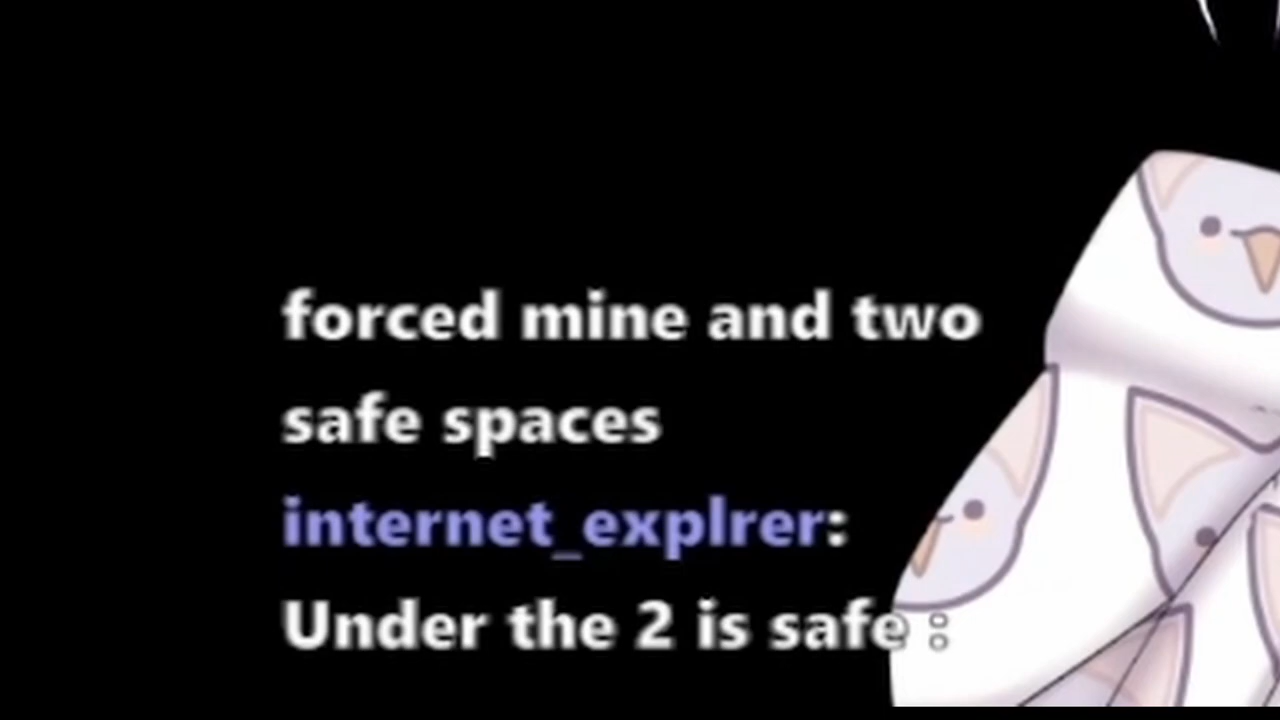 forced mine and two
safe spaces
internet_explrer:
Under the 2 is safe :